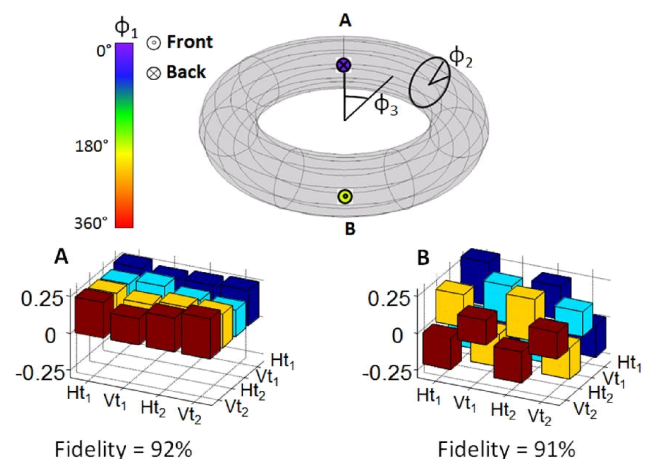 A
ϕ1
0°
180°
360°
⊙ Front
⊗ Back
ϕ2
ϕ3
B
A
0.25
0
-0.25
Ht1
Vt1
Ht2
Vt2
Ht1
Vt1
Ht2
Vt2
Fidelity = 92%
B
0.25
0
-0.25
Ht1
Vt1
Ht2
Vt2
Ht1
Vt1
Ht2
Vt2
Fidelity = 91%